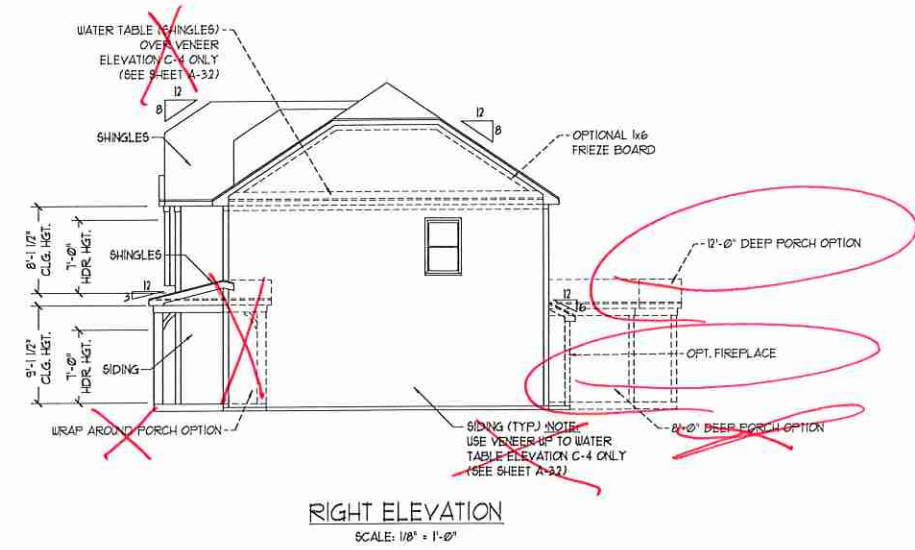 WATER TABLE (SHINGLES)
OVER VENEER
ELEVATION C-4 ONLY
(SEE SHEET A-3.2)
12
8
12
8
SHINGLES
OPTIONAL 1x6
FRIEZE BOARD
8'-1 1/2"
CLG. HGT.
7'-0"
HDR. HGT.
SHINGLES
12'-0" DEEP PORCH OPTION
12
3
12
6
9'-1 1/2"
CLG. HGT.
7'-0"
HDR. HGT.
SIDING
OPT. FIREPLACE
WRAP AROUND PORCH OPTION
SIDING (TYP.) NOTE:
USE VENEER UP TO WATER
TABLE ELEVATION C-4 ONLY
(SEE SHEET A-3.2)
8'-0" DEEP PORCH OPTION
RIGHT ELEVATION
SCALE: 1/8" = 1'-0"